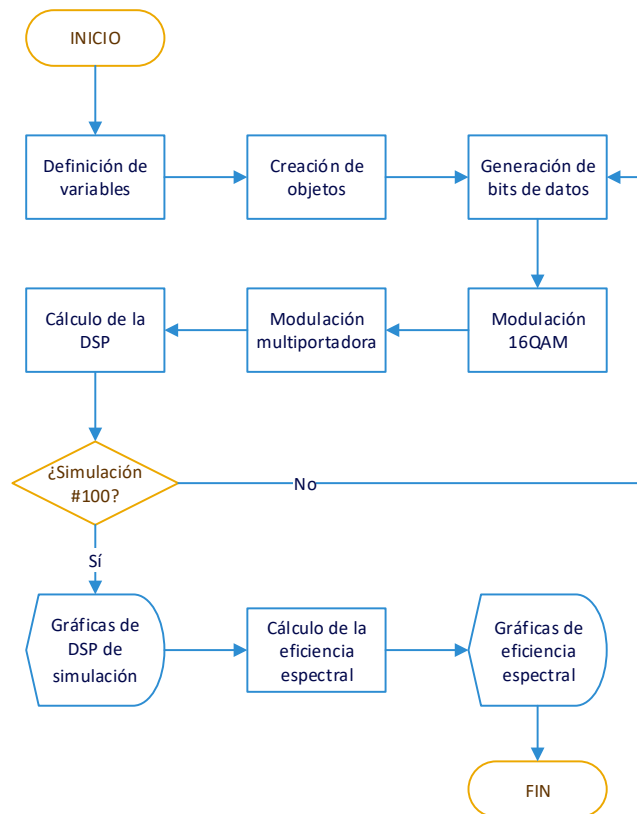 INICIO
Definición de
variables
Creación de
objetos
Generación de
bits de datos
Cálculo de la
DSP
Modulación
multiportadora
Modulación
16QAM
¿Simulación
#100?
No
Sí
Gráficas de
DSP de
simulación
Cálculo de la
eficiencia
espectral
Gráficas de
eficiencia
espectral
FIN